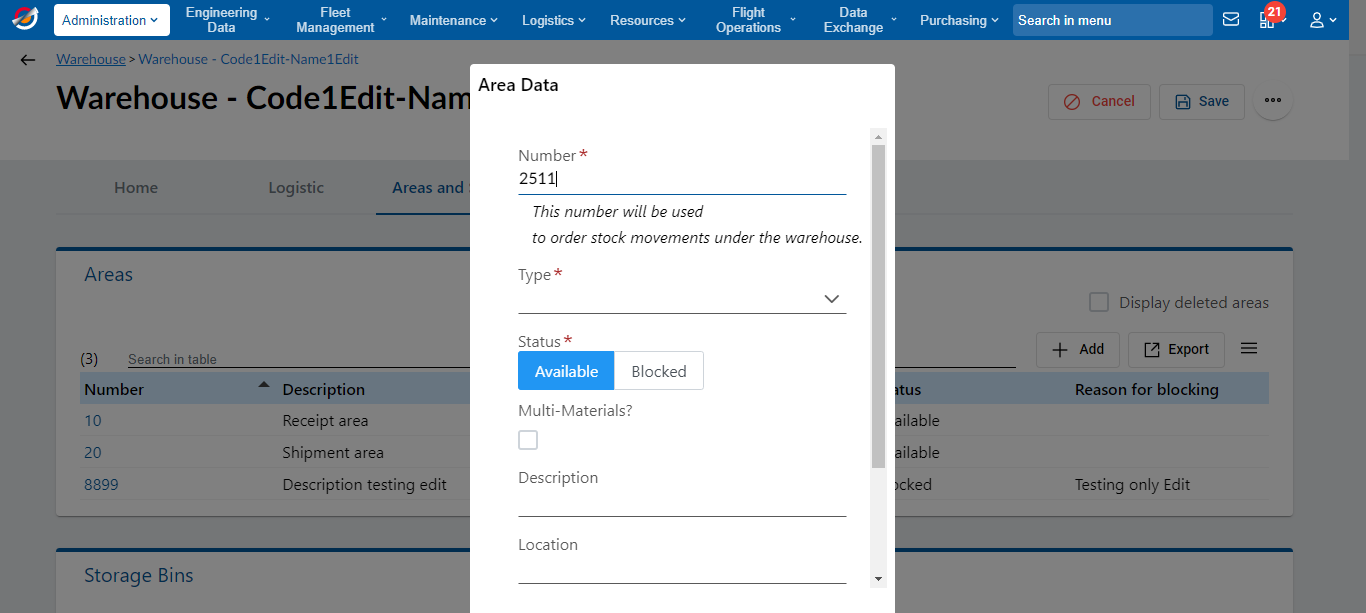 Administration
Engineering
Data
Fleet
Management
Maintenance
Logistics
Resources
Flight
Operations
Data
Exchange
Purchasing
Search in menu
21
Warehouse > Warehouse - Code1Edit-Name1Edit
Warehouse - Code1Edit-Nam
Cancel
Save
Home
Logistic
Areas and
Areas
Display deleted areas
(3)
Search in table
Add
Export
Number
Description
atus
Reason for blocking
10
Receipt area
ailable
20
Shipment area
ailable
8899
Description testing edit
ocked
Testing only Edit
Storage Bins
Area Data
Number*
2511
This number will be used
to order stock movements under the warehouse.
Type*
Status*
Available
Blocked
Multi-Materials?
Description
Location